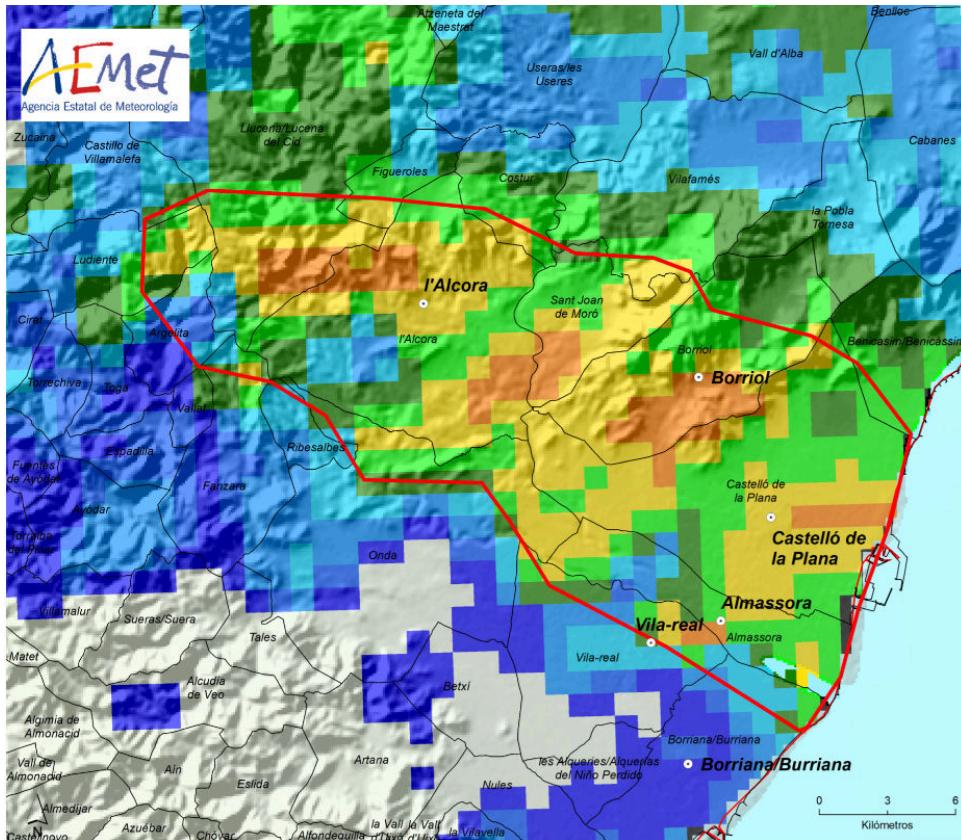 AEMet
Agencia Estatal de Meteorología
Atzeneta del
Maestrat
Benlloc
Useras/les
Useres
Vall d'Alba
Zucaina
Castillo de
Villamalefa
Llucena/Lucena
del Cid
Cabanes
Figueroles
Costur
Vilafamés
la Pobla
Tornesa
Ludiente
l'Alcora
Sant Joan
de Moró
Cirat
Argelita
l'Alcora
Borriol
Benicasim/Benicàssim
Torrechiva
Toga
Borriol
Vallat
Espadilla
Ribesalbes
Fuentes
de Ayódar
Fanzara
Castelló de
la Plana
Ayódar
Torralba
del Pinar
Castelló de
la Plana
Onda
Villamalur
Sueras/Suera
Almassora
Tales
Vila-real
Almassora
Matet
Vila-real
Alcudia
de Veo
Betxí
Algimia de
Almonacid
Borriana/Burriana
Vall de
Almonacid
Aín
Artana
les Alqueries/Alquerías
del Niño Perdido
Borriana/Burriana
Eslida
Nules
Almedíjar
Azuébar
Chóvar
Alfondeguilla
la Vilavella
N
0 3 6
Kilómetros